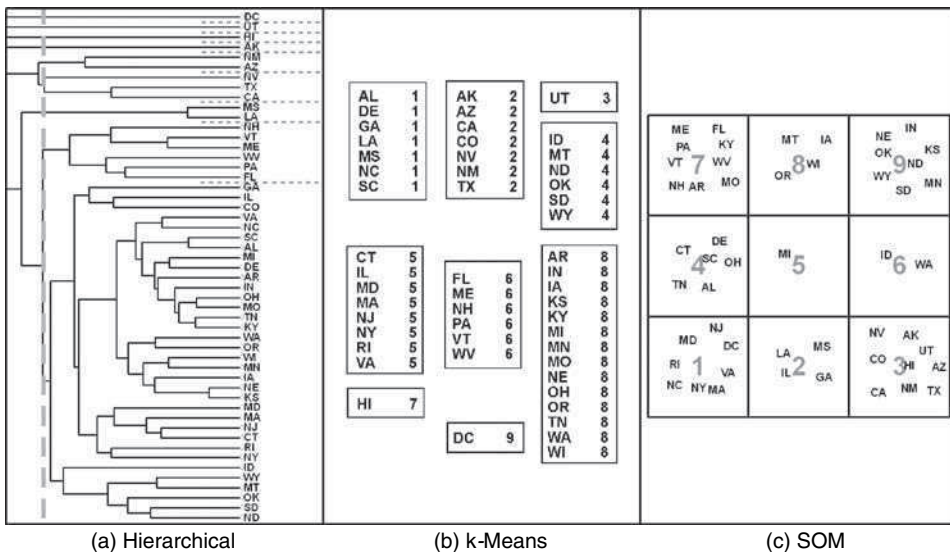 DC
UT
HI
AK
NM
AZ
NV
TX
CA
MS
LA
NH
VT
ME
WV
PA
FL
GA
IL
CO
VA
NC
SC
AL
MI
DE
AR
IN
OH
MO
TN
KY
WA
OR
WI
MN
IA
NE
KS
MD
MA
NJ
CT
RI
NY
ID
WY
MT
OK
SD
ND
(a) Hierarchical
AL 1
DE 1
GA 1
LA 1
MS 1
NC 1
SC 1
AK 2
AZ 2
CA 2
CO 2
NV 2
NM 2
TX 2
UT 3
ID 4
MT 4
ND 4
OK 4
SD 4
WY 4
CT 5
IL 5
MD 5
MA 5
NJ 5
NY 5
RI 5
VA 5
FL 6
ME 6
NH 6
PA 6
VT 6
WV 6
AR 8
IN 8
IA 8
KS 8
KY 8
MI 8
MN 8
MO 8
NE 8
OH 8
OR 8
TN 8
WA 8
WI 8
HI 7
DC 9
(b) k-Means
ME FL
PA KY
VT 7 WV
NH AR MO
MT IA
8 WI
OR
IN
NE KS
OK 9 ND
WY SD MN
CT DE
4 SC OH
TN AL
MI 5
ID 6 WA
NJ
MD DC
RI 1 VA
NC NY MA
LA MS
IL 2 GA
NV AK
UT
CO 3 HI AZ
CA NM TX
(c) SOM